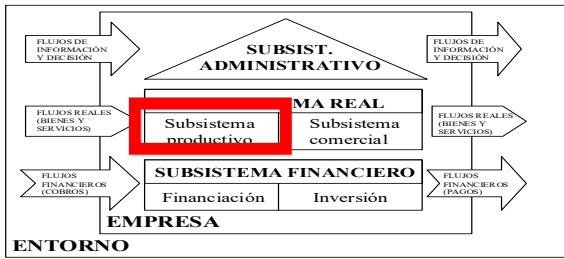 FLUJOS DE
INFORMACIÓN
Y DECISIÓN
SUBSIST.
ADMINISTRATIVO
FLUJOS DE
INFORMACIÓN
Y DECISIÓN
FLUJOS REALES
(BIENES Y
SERVICIOS)
MA REAL
Subsistema
productivo
Subsistema
comercial
FLUJOS REALES
(BIENES Y
SERVICIOS)
FLUJOS
FINANCIEROS
(COBROS)
SUBSISTEMA FINANCIERO
Financiación
Inversión
FLUJOS
FINANCIEROS
(PAGOS)
EMPRESA
ENTORNO